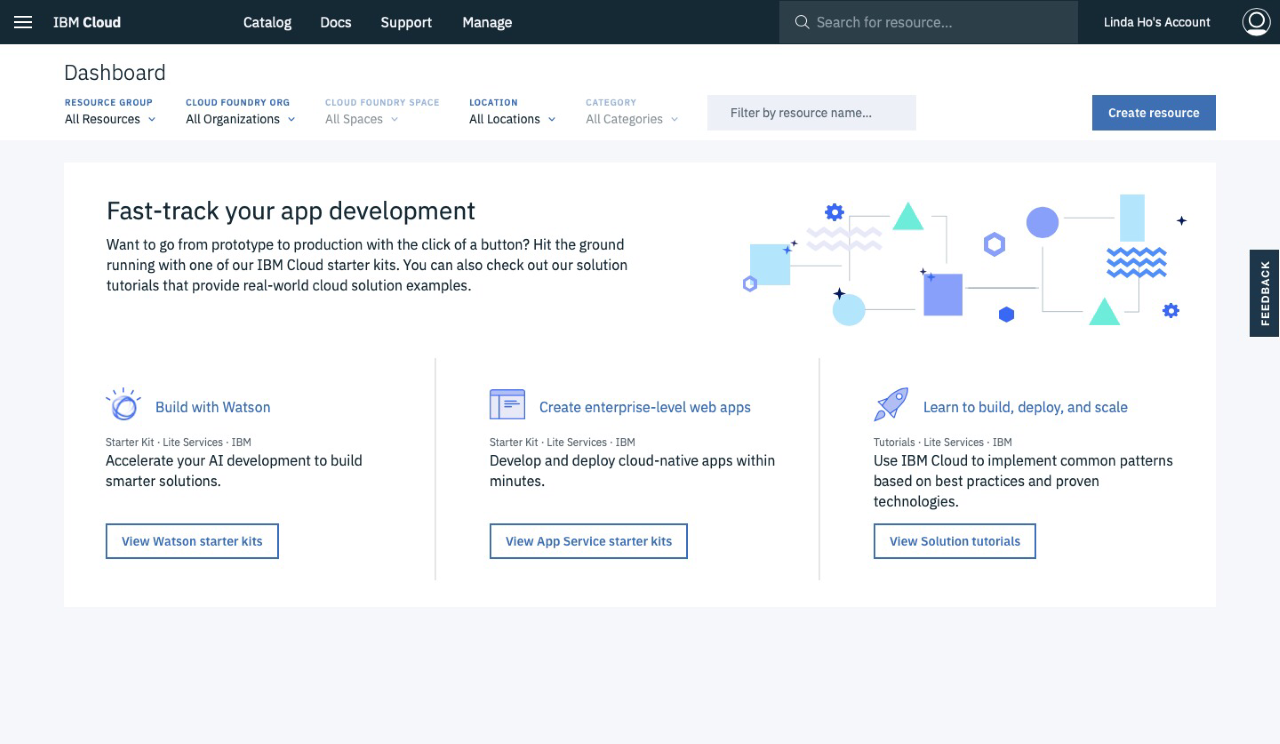 IBM Cloud
Catalog
Docs
Support
Manage
Search for resource...
Linda Ho's Account
Dashboard
RESOURCE GROUP
All Resources
CLOUD FOUNDRY ORG
All Organizations
CLOUD FOUNDRY SPACE
All Spaces
LOCATION
All Locations
CATEGORY
All Categories
Filter by resource name...
Create resource
Fast-track your app development
Want to go from prototype to production with the click of a button? Hit the ground
running with one of our IBM Cloud starter kits. You can also check out our solution
tutorials that provide real-world cloud solution examples.
FEEDBACK
Build with Watson
Starter Kit · Lite Services · IBM
Accelerate your AI development to build
smarter solutions.
View Watson starter kits
Create enterprise-level web apps
Starter Kit · Lite Services · IBM
Develop and deploy cloud-native apps within
minutes.
View App Service starter kits
Learn to build, deploy, and scale
Tutorials · Lite Services · IBM
Use IBM Cloud to implement common patterns
based on best practices and proven
technologies.
View Solution tutorials